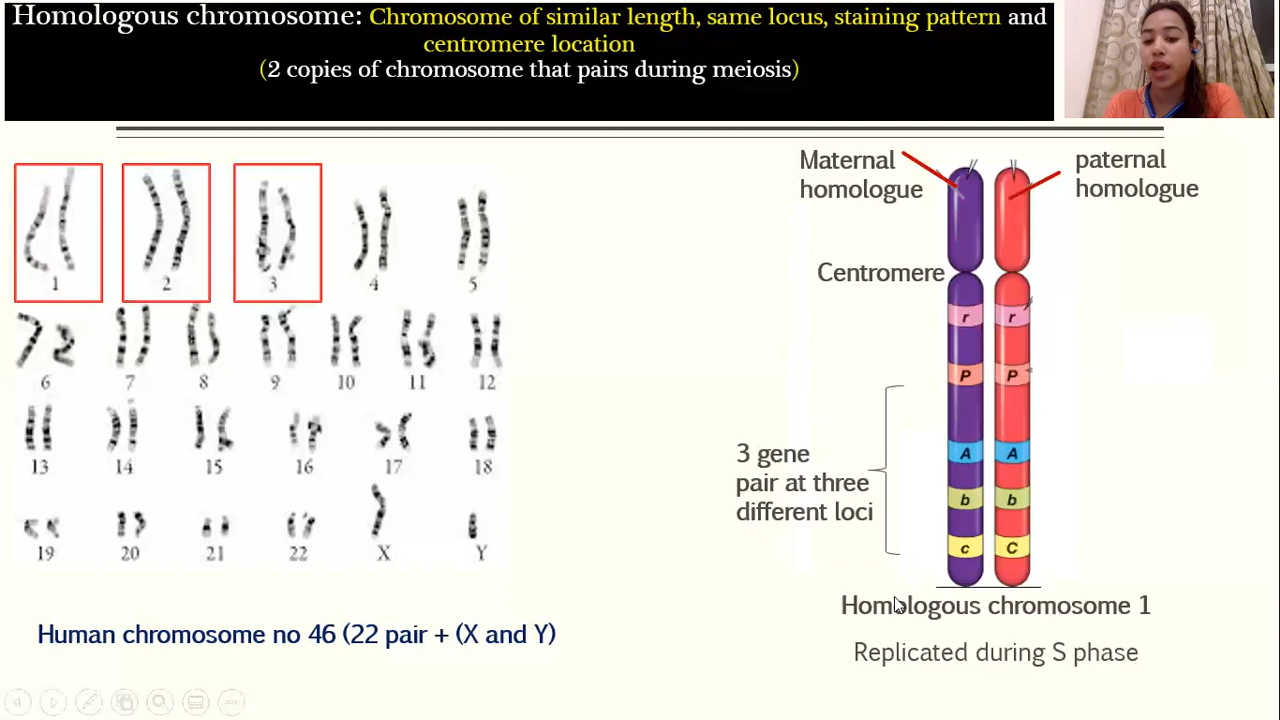 Homologous chromosome: Chromosome of similar length, same locus, staining pattern and
centromere location
(2 copies of chromosome that pairs during meiosis)
1
2
3
4
5
6
7
8
9
10
11
12
13
14
15
16
17
18
19
20
21
22
X
Y
Human chromosome no 46 (22 pair + (X and Y)
Maternal
homologue
paternal
homologue
Centromere
r r
P P
A A
b b
c C
3 gene
pair at three
different loci
Homologous chromosome 1
Replicated during S phase